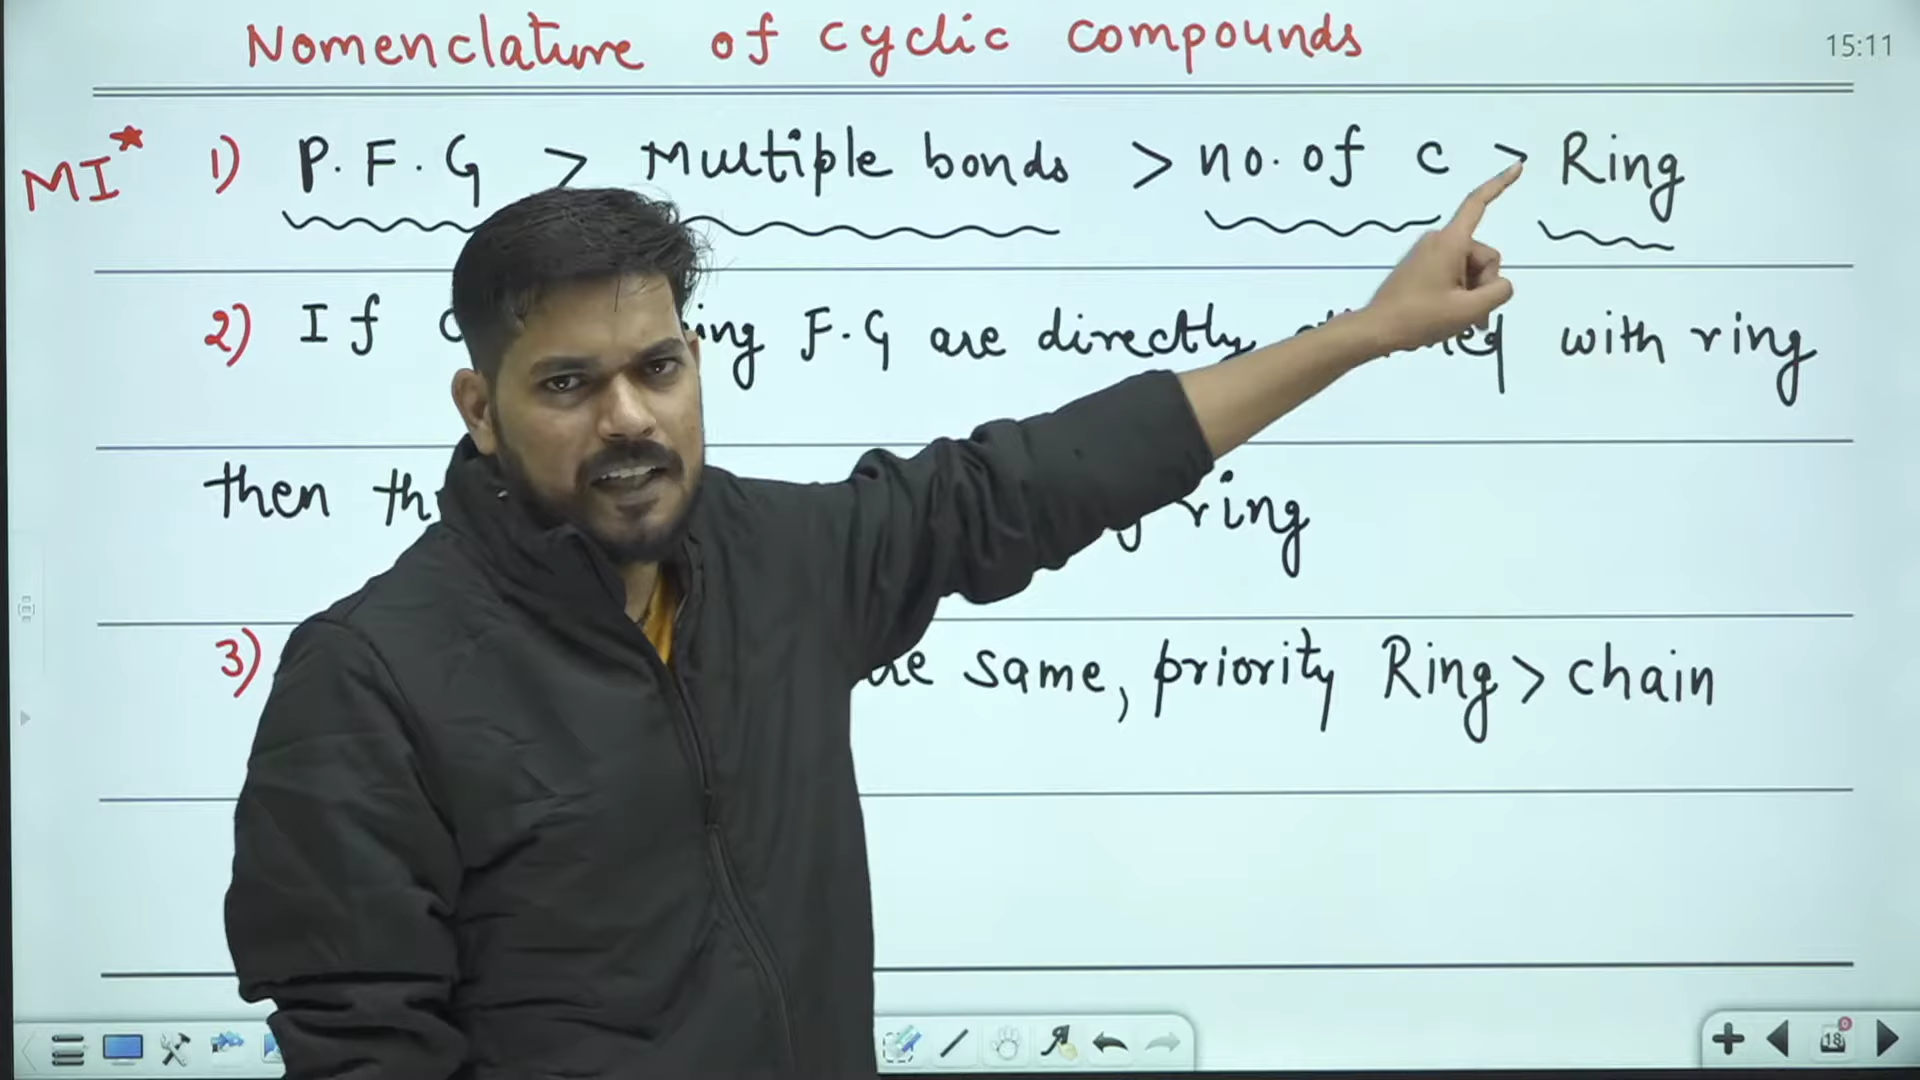 Nomenclature of cyclic compounds
15:11
MI* 1) P.F.G > Multiple bonds > no. of c > Ring
2) If ing F.G are directly with ring
then ring
3) same, priority Ring > chain
18